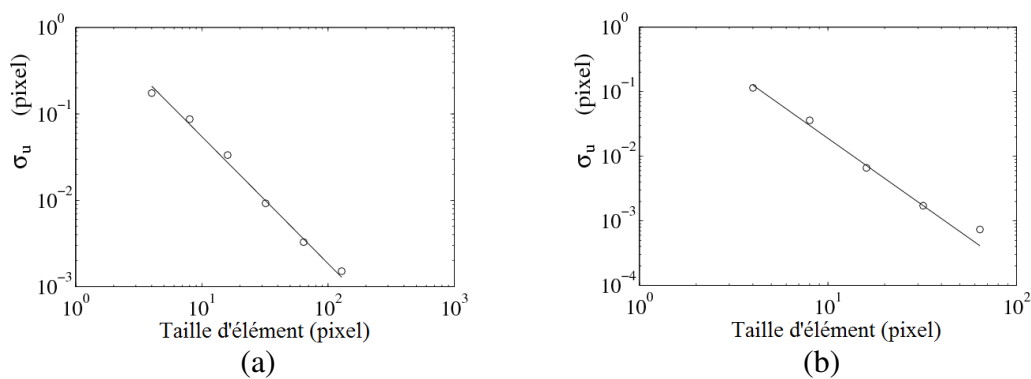 10^0
10^-1
10^-2
10^-3
σ_u (pixel)
10^0 10^1 10^2 10^3
Taille d'élément (pixel)
(a)
10^0
10^-1
10^-2
10^-3
10^-4
σ_u (pixel)
10^0 10^1 10^2
Taille d'élément (pixel)
(b)